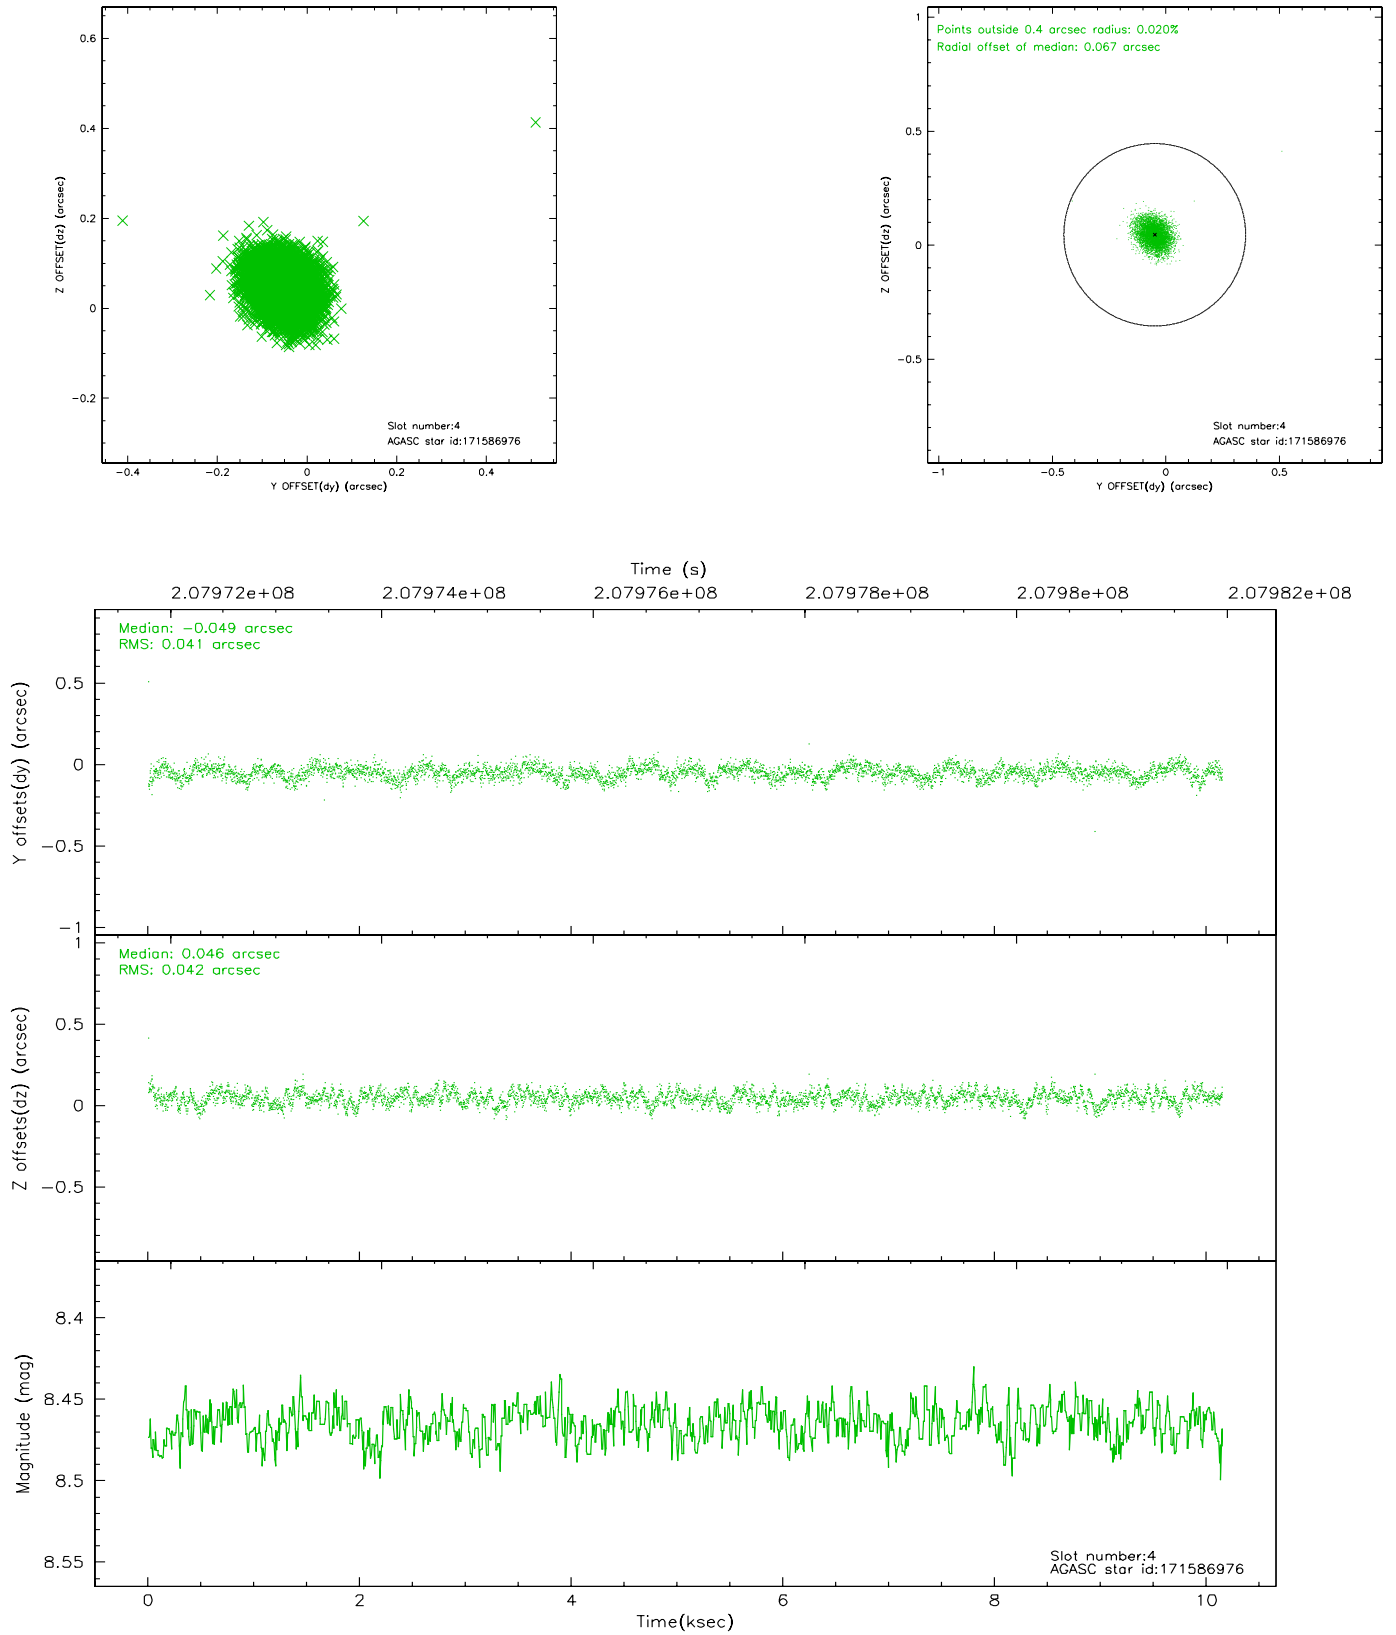 0.6
0.4
0.2
0
−0.2
Z OFFSET(dz) (arcsec)
Slot number:4
AGASC star id:171586976
−0.4 −0.2 0 0.2 0.4
Y OFFSET(dy) (arcsec)
Points outside 0.4 arcsec radius: 0.020%
Radial offset of median: 0.067 arcsec
1
0.5
0
−0.5
Z OFFSET(dz) (arcsec)
Slot number:4
AGASC star id:171586976
−1 −0.5 0 0.5
Y OFFSET(dy) (arcsec)
Time (s)
2.07972e+08 2.07974e+08 2.07976e+08 2.07978e+08 2.0798e+08 2.07982e+08
Median: −0.049 arcsec
RMS: 0.041 arcsec
0.5
0
−0.5
−1
Y offsets(dy) (arcsec)
Median: 0.046 arcsec
RMS: 0.042 arcsec
1
0.5
0
−0.5
Z offsets(dz) (arcsec)
8.4
8.45
8.5
8.55
Magnitude (mag)
Slot number:4
AGASC star id:171586976
0 2 4 6 8 10
Time(ksec)